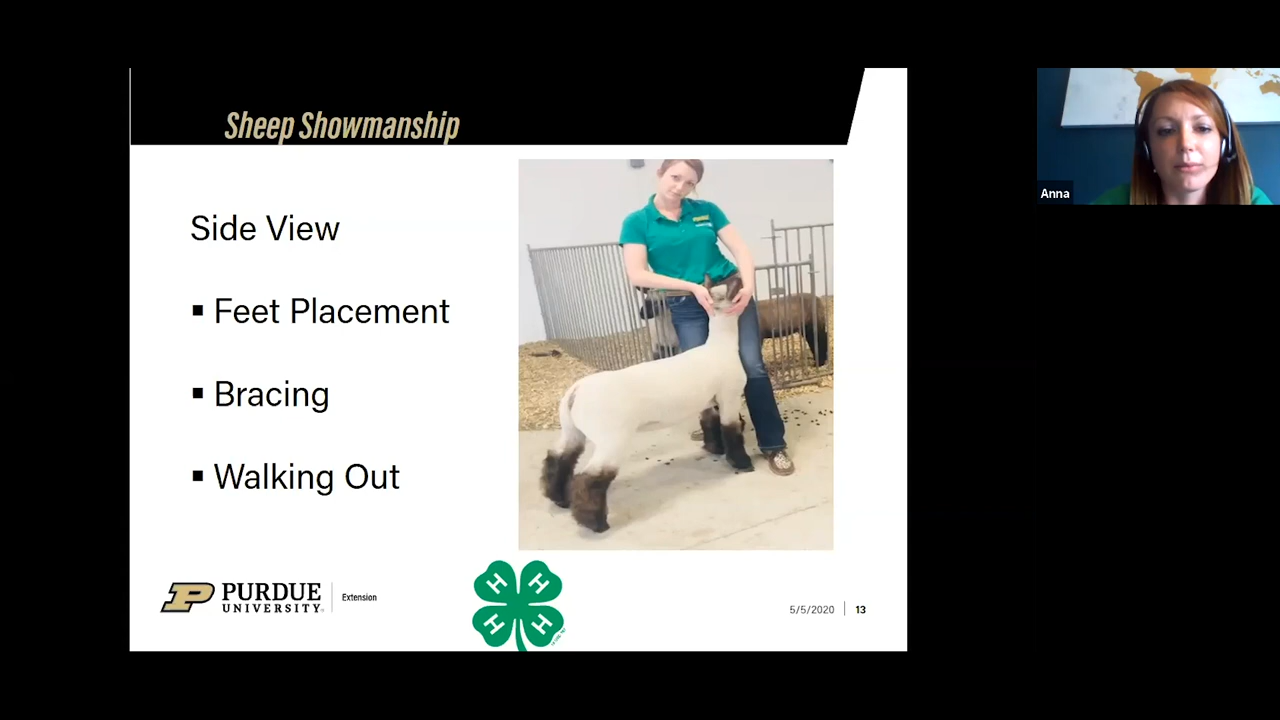 Sheep Showmanship
Side View
▪ Feet Placement
▪ Bracing
▪ Walking Out
PURDUE
UNIVERSITY
Extension
H H
H H
5/5/2020 13
Anna